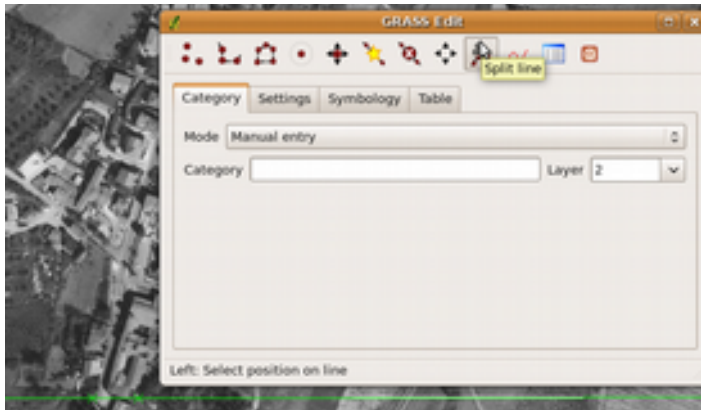 GRASS Edit
Split line
Category Settings Symbology Table
Mode Manual entry
Category Layer 2
Left: Select position on line